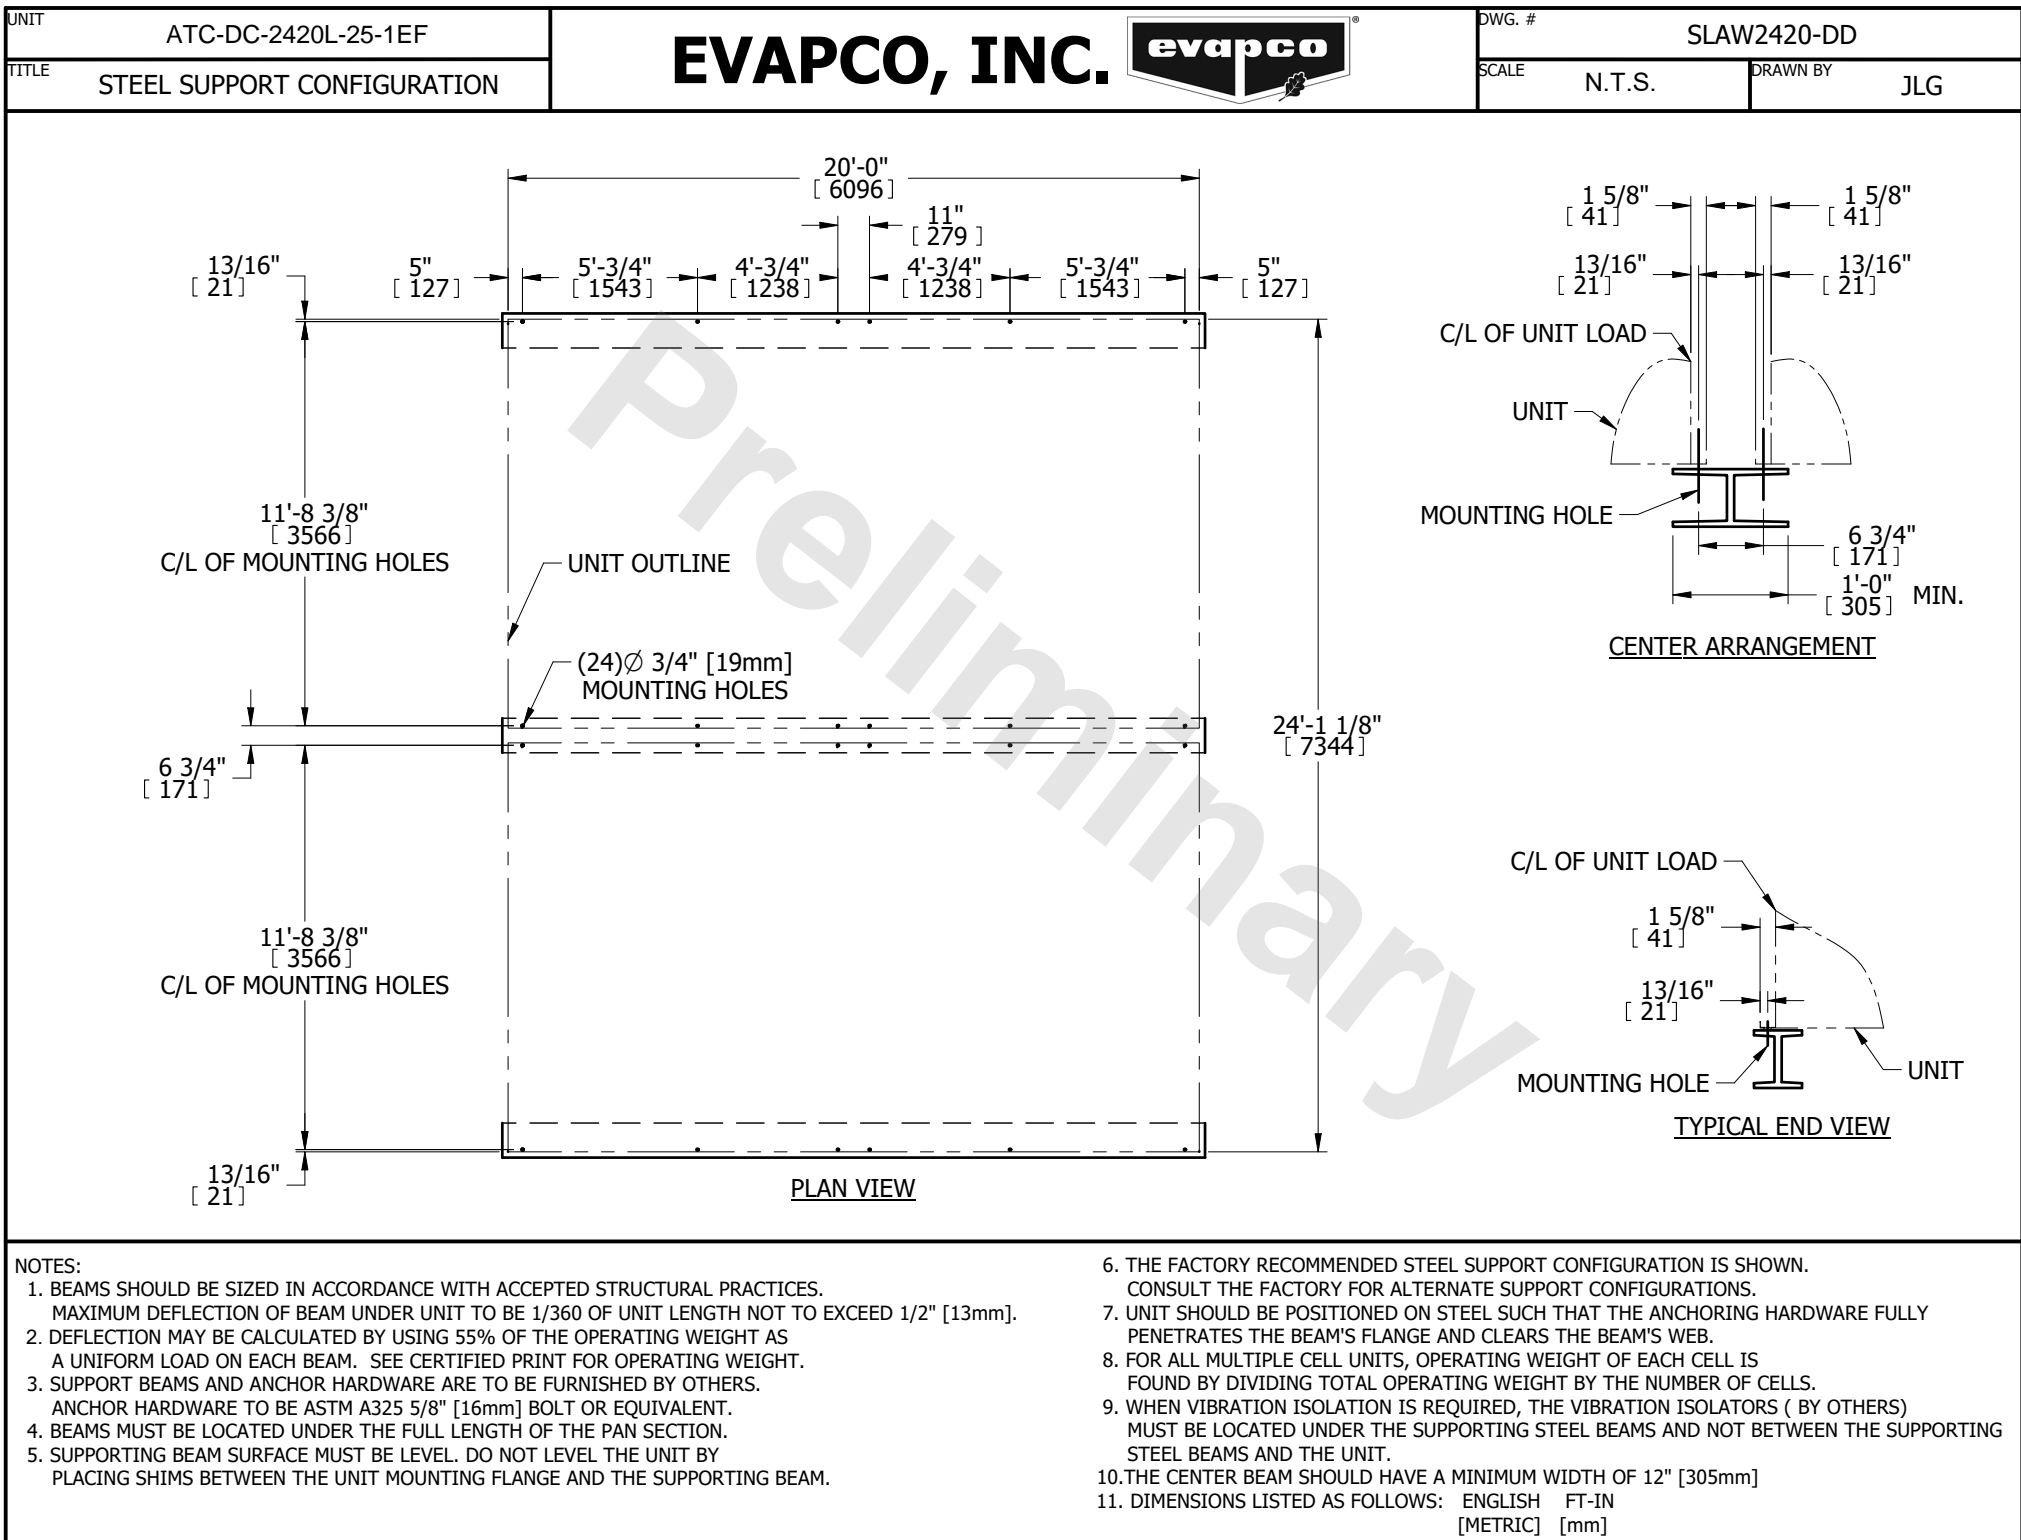 UNIT
ATC-DC-2420L-25-1EF
TITLE
STEEL SUPPORT CONFIGURATION
EVAPCO, INC.
evapco
®
DWG. #
SLAW2420-DD
SCALE
N.T.S.
DRAWN BY
JLG
20'-0"
[ 6096 ]
11"
[ 279 ]
13/16"
[ 21 ]
5"
[ 127 ]
5'-3/4"
[ 1543 ]
4'-3/4"
[ 1238 ]
4'-3/4"
[ 1238 ]
5'-3/4"
[ 1543 ]
5"
[ 127 ]
11'-8 3/8"
[ 3566 ]
C/L OF MOUNTING HOLES
UNIT OUTLINE
(24)Ø 3/4" [19mm]
MOUNTING HOLES
6 3/4"
[ 171 ]
24'-1 1/8"
[ 7344 ]
11'-8 3/8"
[ 3566 ]
C/L OF MOUNTING HOLES
13/16"
[ 21 ]
PLAN VIEW
Preliminary
1 5/8"
[ 41 ]
1 5/8"
[ 41 ]
13/16"
[ 21 ]
13/16"
[ 21 ]
C/L OF UNIT LOAD
UNIT
MOUNTING HOLE
6 3/4"
[ 171 ]
1'-0"
[ 305 ] MIN.
CENTER ARRANGEMENT
C/L OF UNIT LOAD
1 5/8"
[ 41 ]
13/16"
[ 21 ]
MOUNTING HOLE
UNIT
TYPICAL END VIEW
NOTES:
1. BEAMS SHOULD BE SIZED IN ACCORDANCE WITH ACCEPTED STRUCTURAL PRACTICES.
MAXIMUM DEFLECTION OF BEAM UNDER UNIT TO BE 1/360 OF UNIT LENGTH NOT TO EXCEED 1/2" [13mm].
2. DEFLECTION MAY BE CALCULATED BY USING 55% OF THE OPERATING WEIGHT AS
A UNIFORM LOAD ON EACH BEAM. SEE CERTIFIED PRINT FOR OPERATING WEIGHT.
3. SUPPORT BEAMS AND ANCHOR HARDWARE ARE TO BE FURNISHED BY OTHERS.
ANCHOR HARDWARE TO BE ASTM A325 5/8" [16mm] BOLT OR EQUIVALENT.
4. BEAMS MUST BE LOCATED UNDER THE FULL LENGTH OF THE PAN SECTION.
5. SUPPORTING BEAM SURFACE MUST BE LEVEL. DO NOT LEVEL THE UNIT BY
PLACING SHIMS BETWEEN THE UNIT MOUNTING FLANGE AND THE SUPPORTING BEAM.
6. THE FACTORY RECOMMENDED STEEL SUPPORT CONFIGURATION IS SHOWN.
CONSULT THE FACTORY FOR ALTERNATE SUPPORT CONFIGURATIONS.
7. UNIT SHOULD BE POSITIONED ON STEEL SUCH THAT THE ANCHORING HARDWARE FULLY
PENETRATES THE BEAM'S FLANGE AND CLEARS THE BEAM'S WEB.
8. FOR ALL MULTIPLE CELL UNITS, OPERATING WEIGHT OF EACH CELL IS
FOUND BY DIVIDING TOTAL OPERATING WEIGHT BY THE NUMBER OF CELLS.
9. WHEN VIBRATION ISOLATION IS REQUIRED, THE VIBRATION ISOLATORS ( BY OTHERS)
MUST BE LOCATED UNDER THE SUPPORTING STEEL BEAMS AND NOT BETWEEN THE SUPPORTING
STEEL BEAMS AND THE UNIT.
10.THE CENTER BEAM SHOULD HAVE A MINIMUM WIDTH OF 12" [305mm]
11. DIMENSIONS LISTED AS FOLLOWS: ENGLISH FT-IN
[METRIC] [mm]